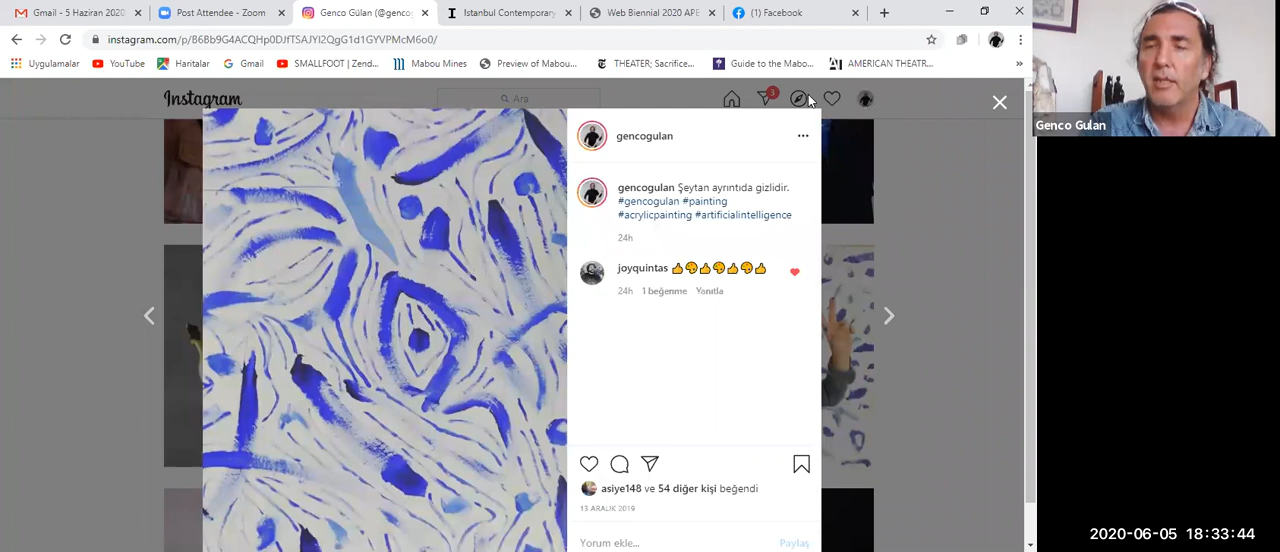 Gmail - 5 Haziran 2020
Post Attendee - Zoom
Genco Gülan (@genco
Istanbul Contemporary
Web Biennial 2020 APE
(1) Facebook
instagram.com/p/B6Bb9G4ACQHp0DJfTSAJYI2QgG1d1GYVPMcM6o0/
Uygulamalar
YouTube
Haritalar
Gmail
SMALLFOOT | Zend...
Mabou Mines
Preview of Mabou...
THEATER; Sacrifice...
Guide to the Mabo...
AMERICAN THEATR...
»
Instagram
Ara
3
gencogulan
gencogulan Şeytan ayrıntıda gizlidir.
#gencogulan #painting
#acrylicpainting #artificialintelligence
24h
joyquintas
24h 1 beğenme Yanıtla
asiye148 ve 54 diğer kişi beğendi
13 ARALIK 2019
Yorum ekle...
Paylaş
Genco Gulan
2020-06-05 18:33:44